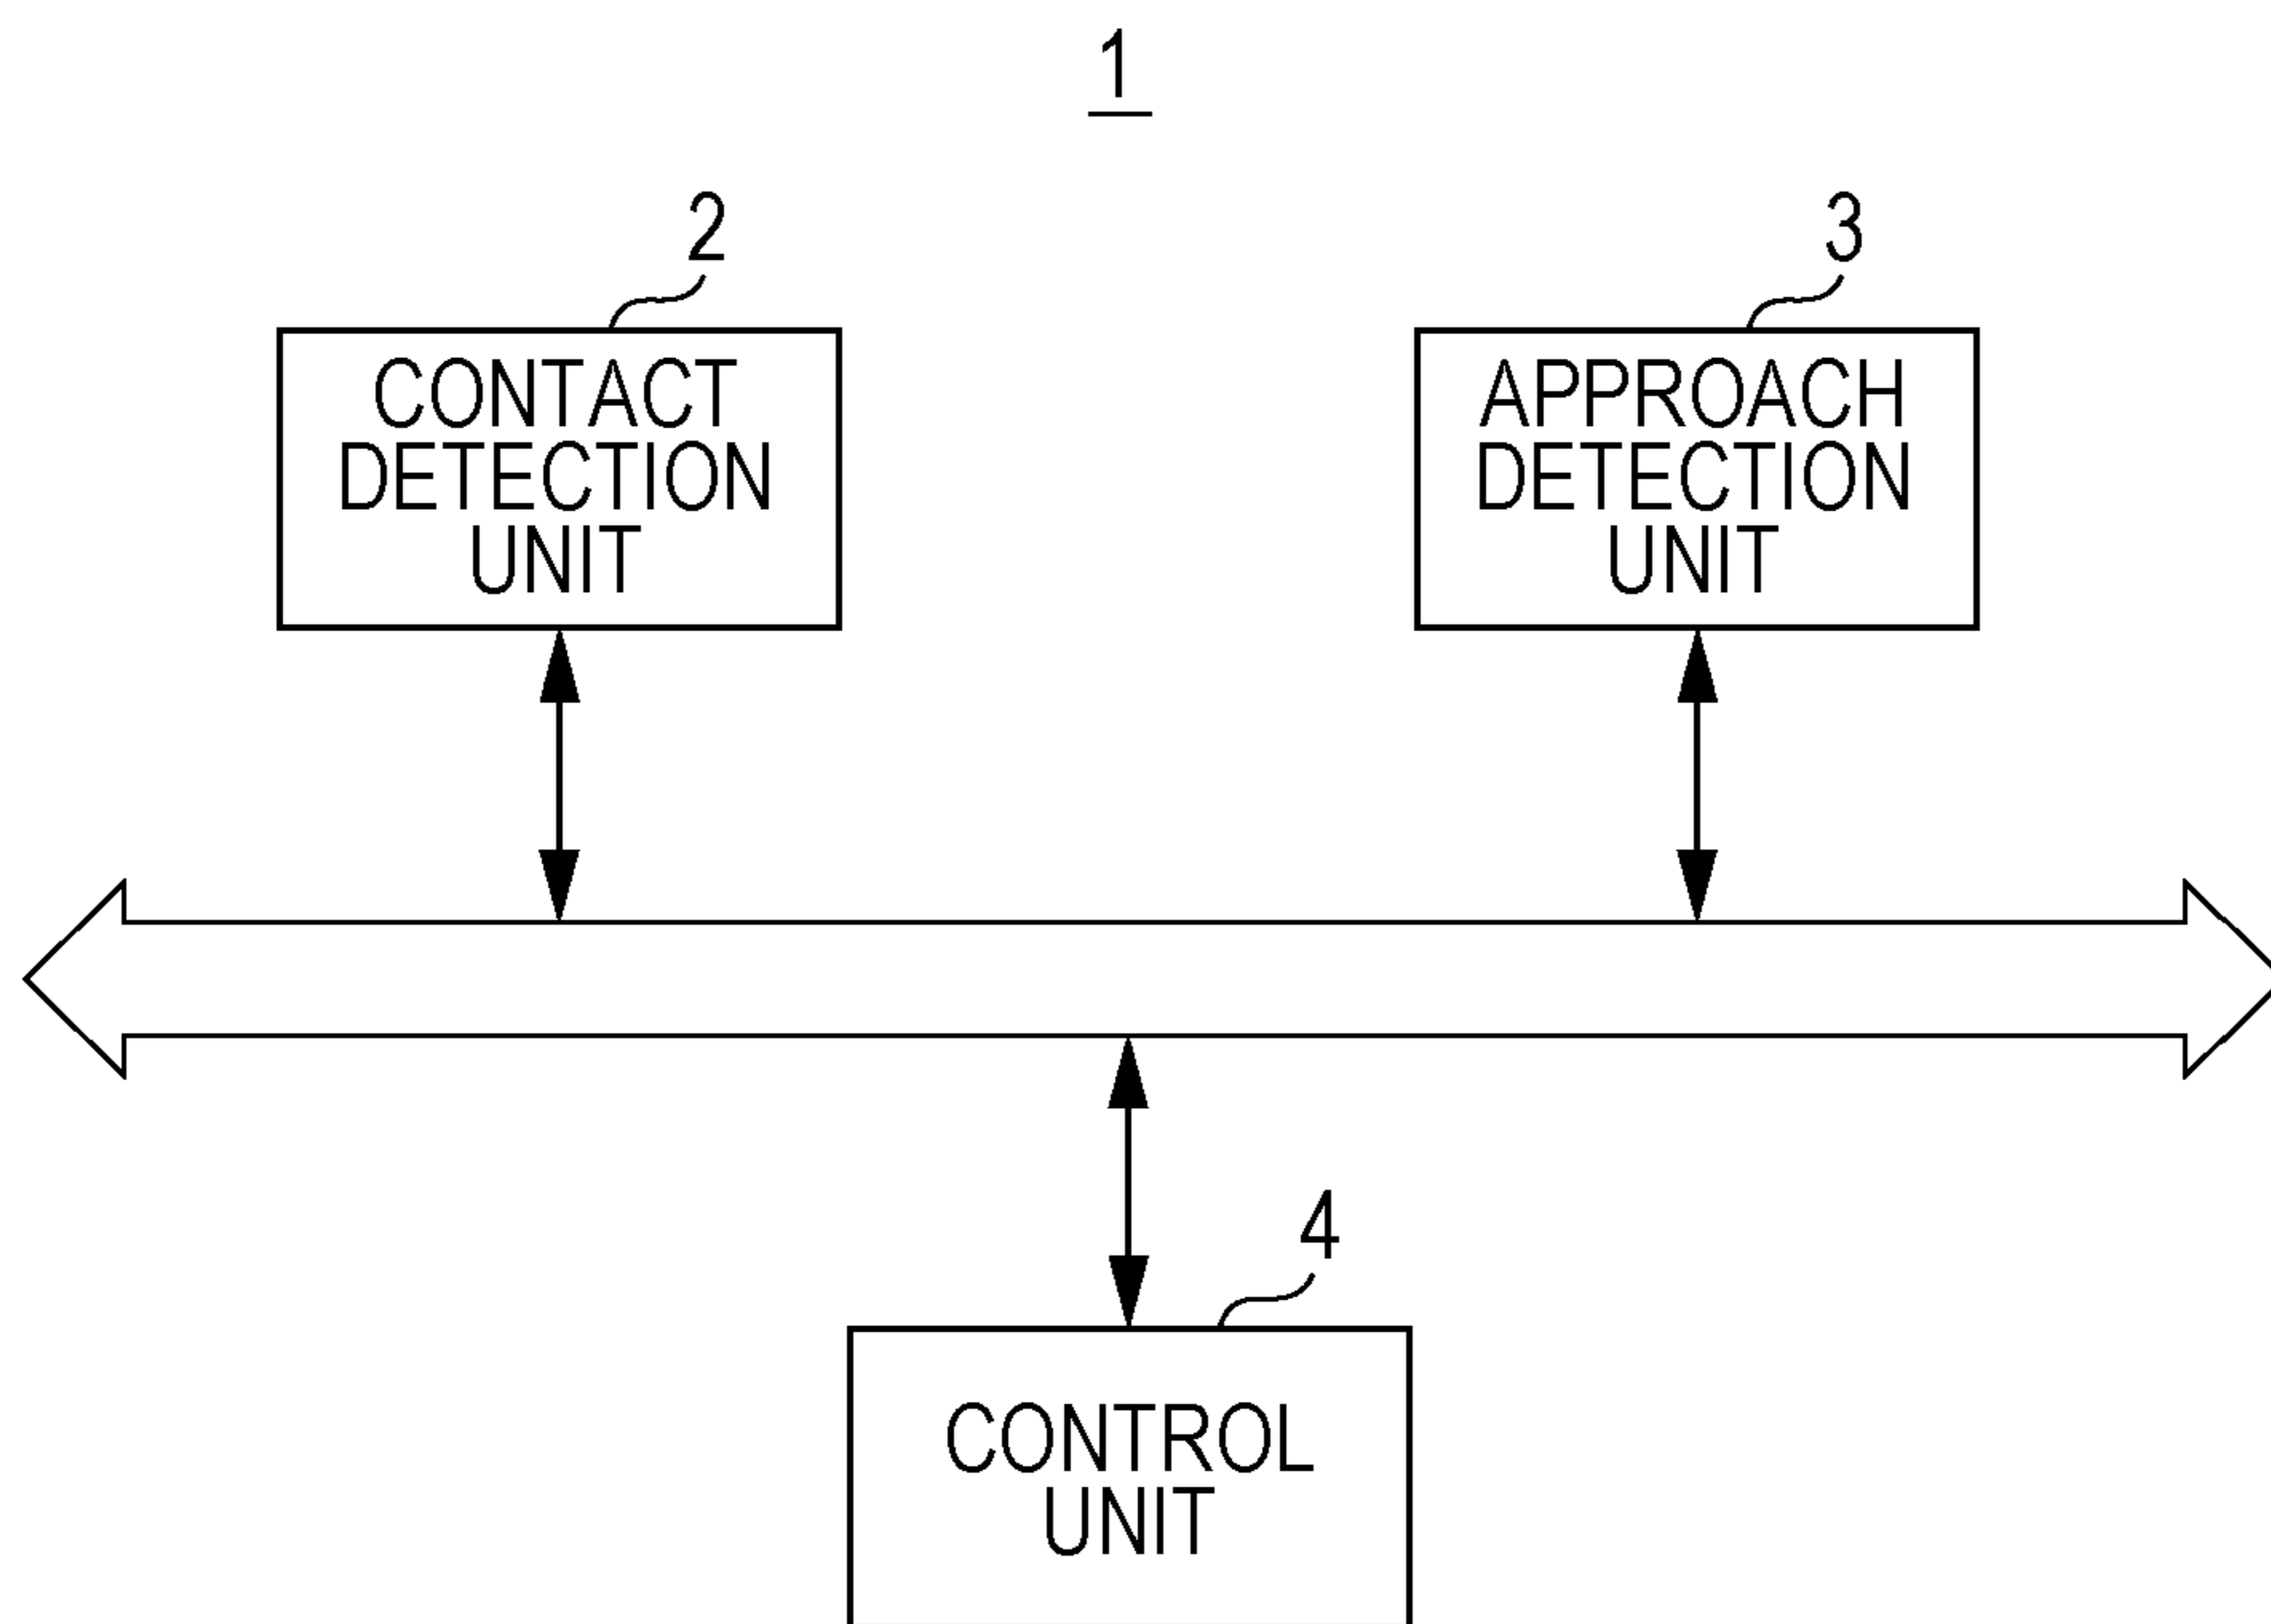 1
2
3
CONTACT
DETECTION
UNIT
APPROACH
DETECTION
UNIT
4
CONTROL
UNIT